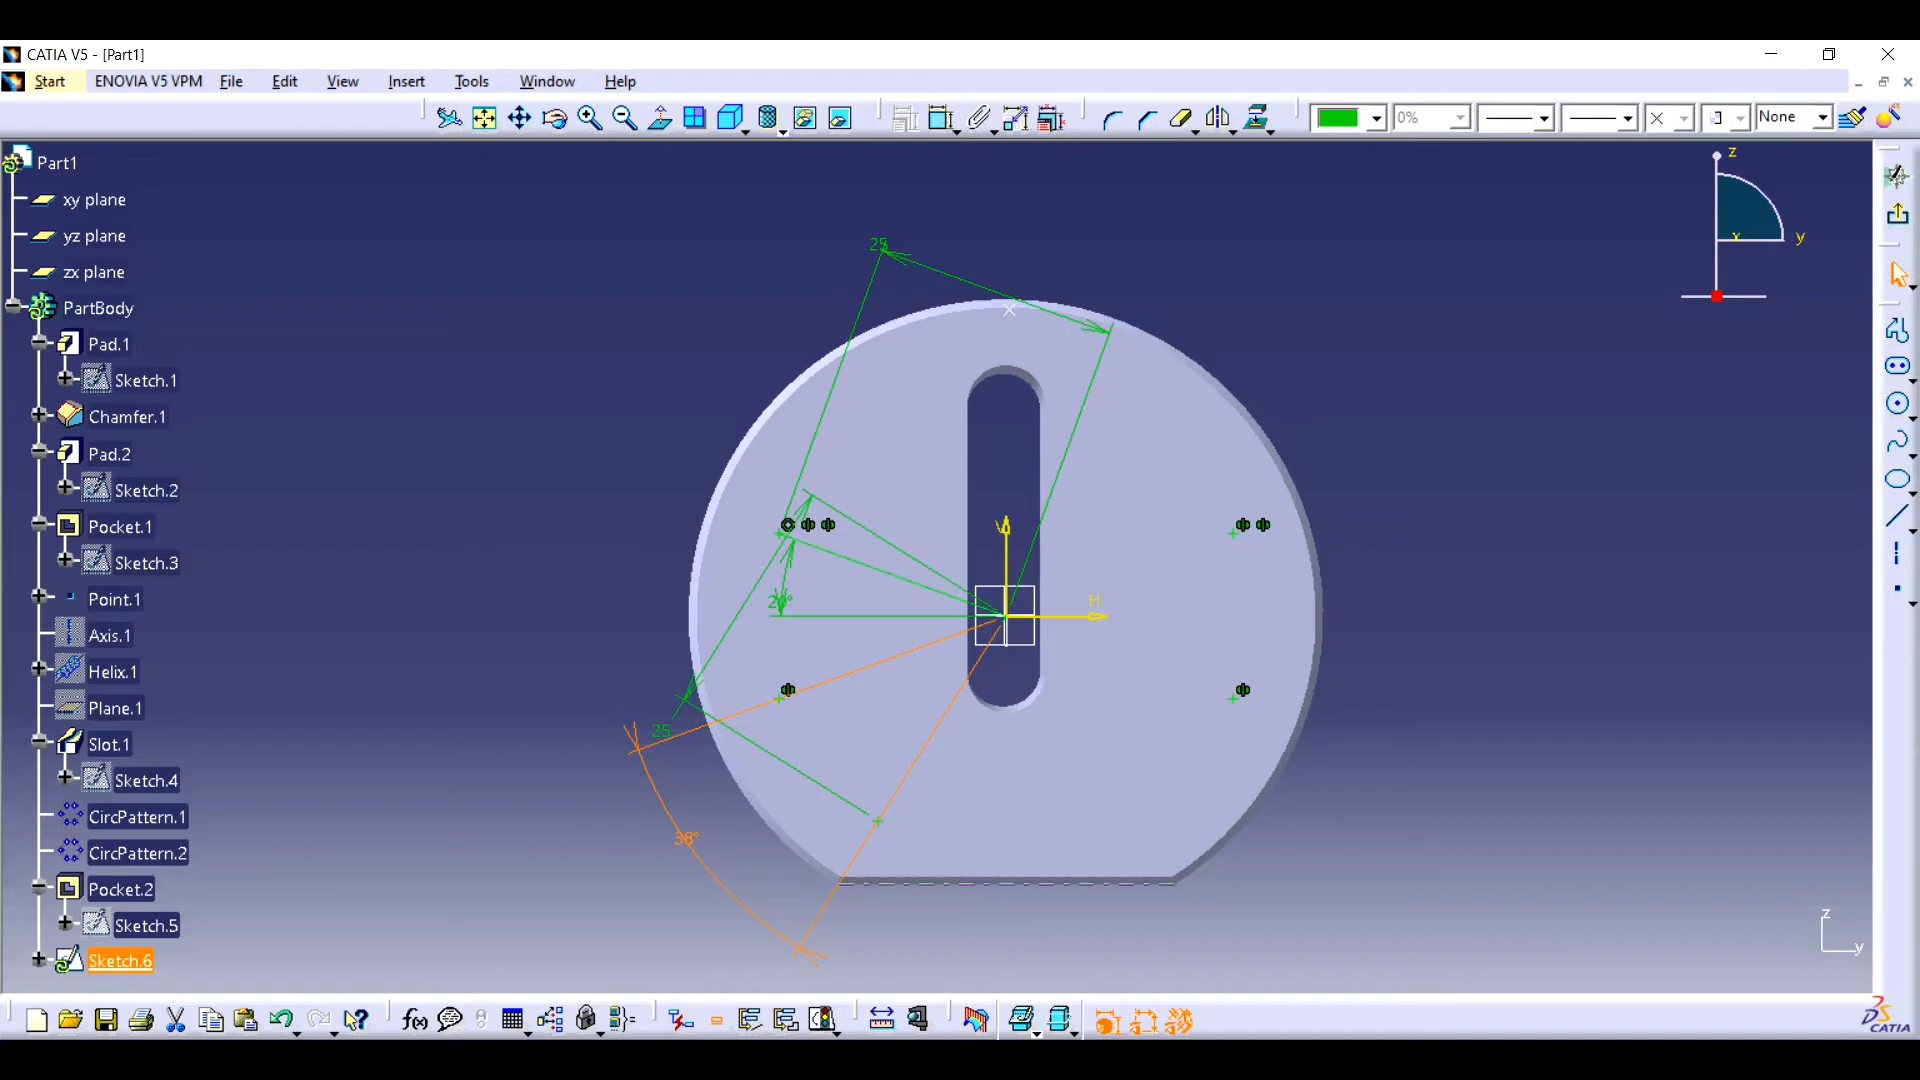 CATIA V5 - [Part1]
Start ENOVIA V5 VPM File Edit View Insert Tools Window Help
0% None
Part1
xy plane
yz plane
zx plane
PartBody
Pad.1
Sketch.1
Chamfer.1
Pad.2
Sketch.2
Pocket.1
Sketch.3
Point.1
Axis.1
Helix.1
Plane.1
Slot.1
Sketch.4
CircPattern.1
CircPattern.2
Pocket.2
Sketch.5
Sketch.6
25
20°
25
38°
V
H
z
x
y
z
y
f(x)
DS
CATIA